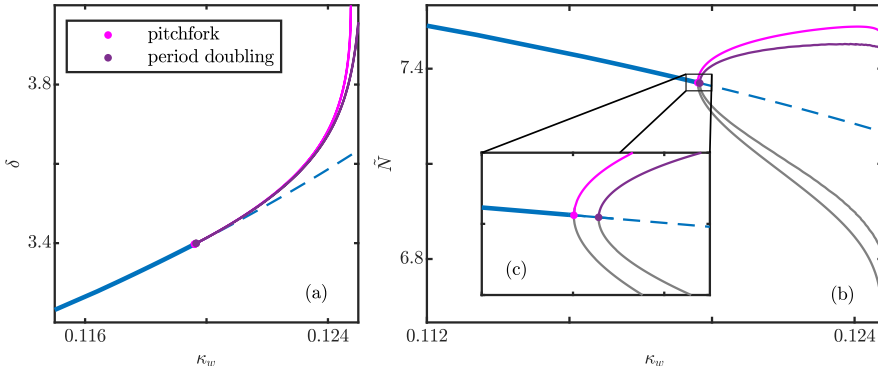 pitchfork
period doubling
3.8
3.4
δ
(a)
0.116
0.124
κ_w
7.4
6.8
Ñ
(c)
(b)
0.112
0.124
κ_w